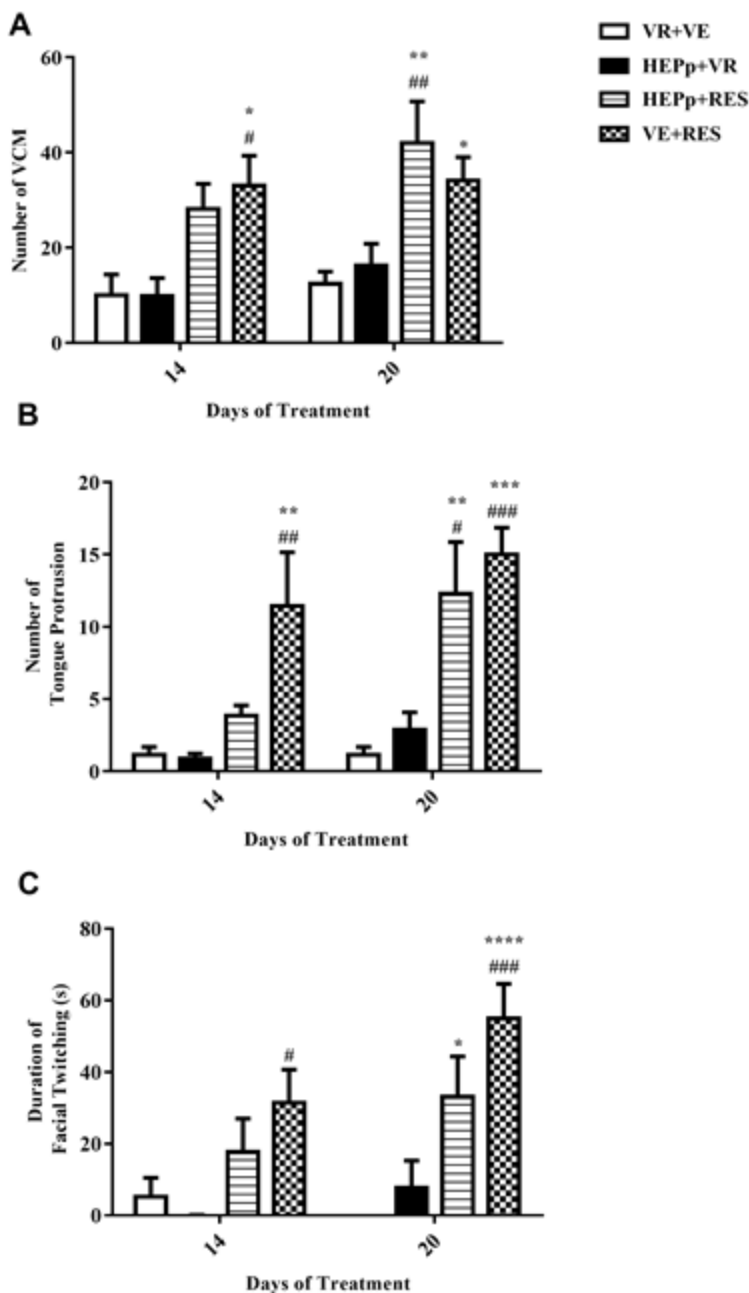 A
VR+VE
HEPp+VR
HEPp+RES
VE+RES
60
40
20
0
Number of VCM
*
#
**
##
*
14
20
Days of Treatment
B
20
15
10
5
0
Number of
Tongue Protrusion
**
##
**
#
***
###
14
20
Days of Treatment
C
80
60
40
20
0
Duration of
Facial Twitching (s)
#
*
****
###
14
20
Days of Treatment